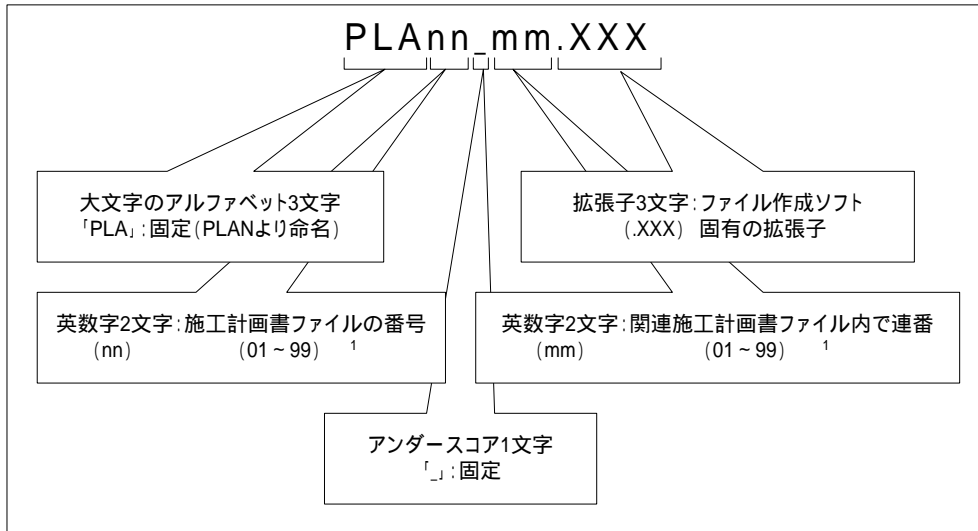 PLAnn_mm.XXX
大文字のアルファベット3文字
「PLA」:固定(PLANより命名)
拡張子3文字:ファイル作成ソフト
(.XXX) 固有の拡張子
英数字2文字:施工計画書ファイルの番号
(nn) (01~99) 1
英数字2文字:関連施工計画書ファイル内で連番
(mm) (01~99) 1
アンダースコア1文字
「_」:固定